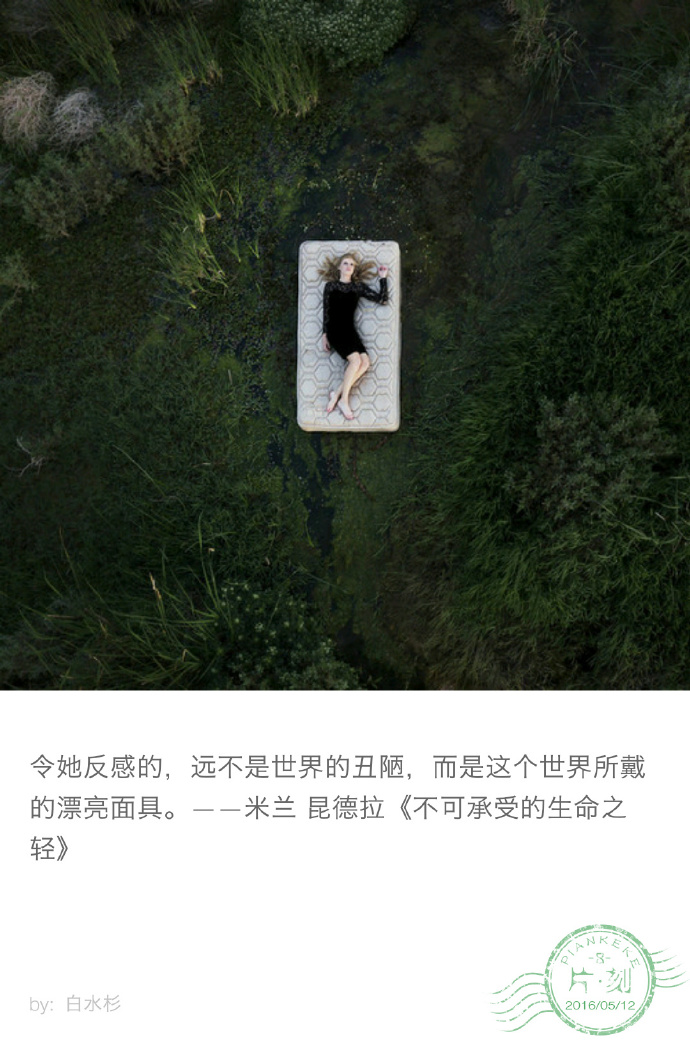 令她反感的，远不是世界的丑陋，而是这个世界所戴
的漂亮面具。——米兰 昆德拉《不可承受的生命之
轻》
PIANKEKE
-8-
片·刻
2016/05/12
by: 白水杉